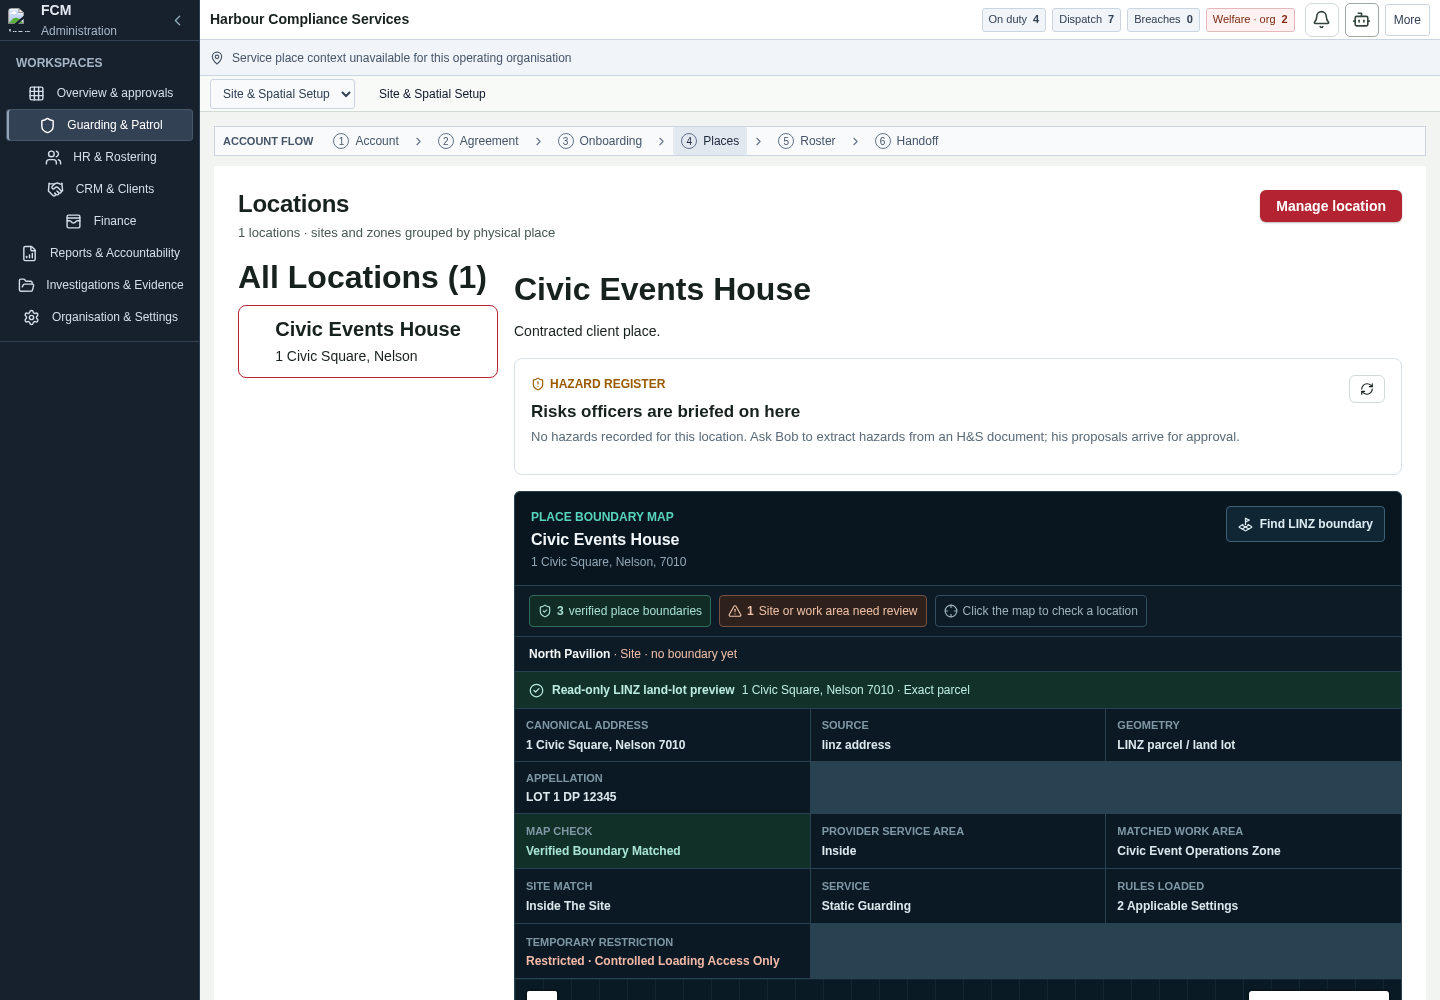 FCM
Administration
WORKSPACES
Overview & approvals
Guarding & Patrol
HR & Rostering
CRM & Clients
Finance
Reports & Accountability
Investigations & Evidence
Organisation & Settings
Harbour Compliance Services
On duty 4
Dispatch 7
Breaches 0
Welfare · org 2
More
Service place context unavailable for this operating organisation
Site & Spatial Setup
Site & Spatial Setup
ACCOUNT FLOW
1 Account
2 Agreement
3 Onboarding
4 Places
5 Roster
6 Handoff
Locations
1 locations · sites and zones grouped by physical place
Manage location
All Locations (1)
Civic Events House
1 Civic Square, Nelson
Civic Events House
Contracted client place.
HAZARD REGISTER
Risks officers are briefed on here
No hazards recorded for this location. Ask Bob to extract hazards from an H&S document; his proposals arrive for approval.
PLACE BOUNDARY MAP
Civic Events House
1 Civic Square, Nelson, 7010
Find LINZ boundary
3 verified place boundaries
1 Site or work area need review
Click the map to check a location
North Pavilion · Site · no boundary yet
Read-only LINZ land-lot preview 1 Civic Square, Nelson 7010 · Exact parcel
CANONICAL ADDRESS
1 Civic Square, Nelson 7010
SOURCE
linz address
GEOMETRY
LINZ parcel / land lot
APPELLATION
LOT 1 DP 12345
MAP CHECK
Verified Boundary Matched
PROVIDER SERVICE AREA
Inside
MATCHED WORK AREA
Civic Event Operations Zone
SITE MATCH
Inside The Site
SERVICE
Static Guarding
RULES LOADED
2 Applicable Settings
TEMPORARY RESTRICTION
Restricted · Controlled Loading Access Only